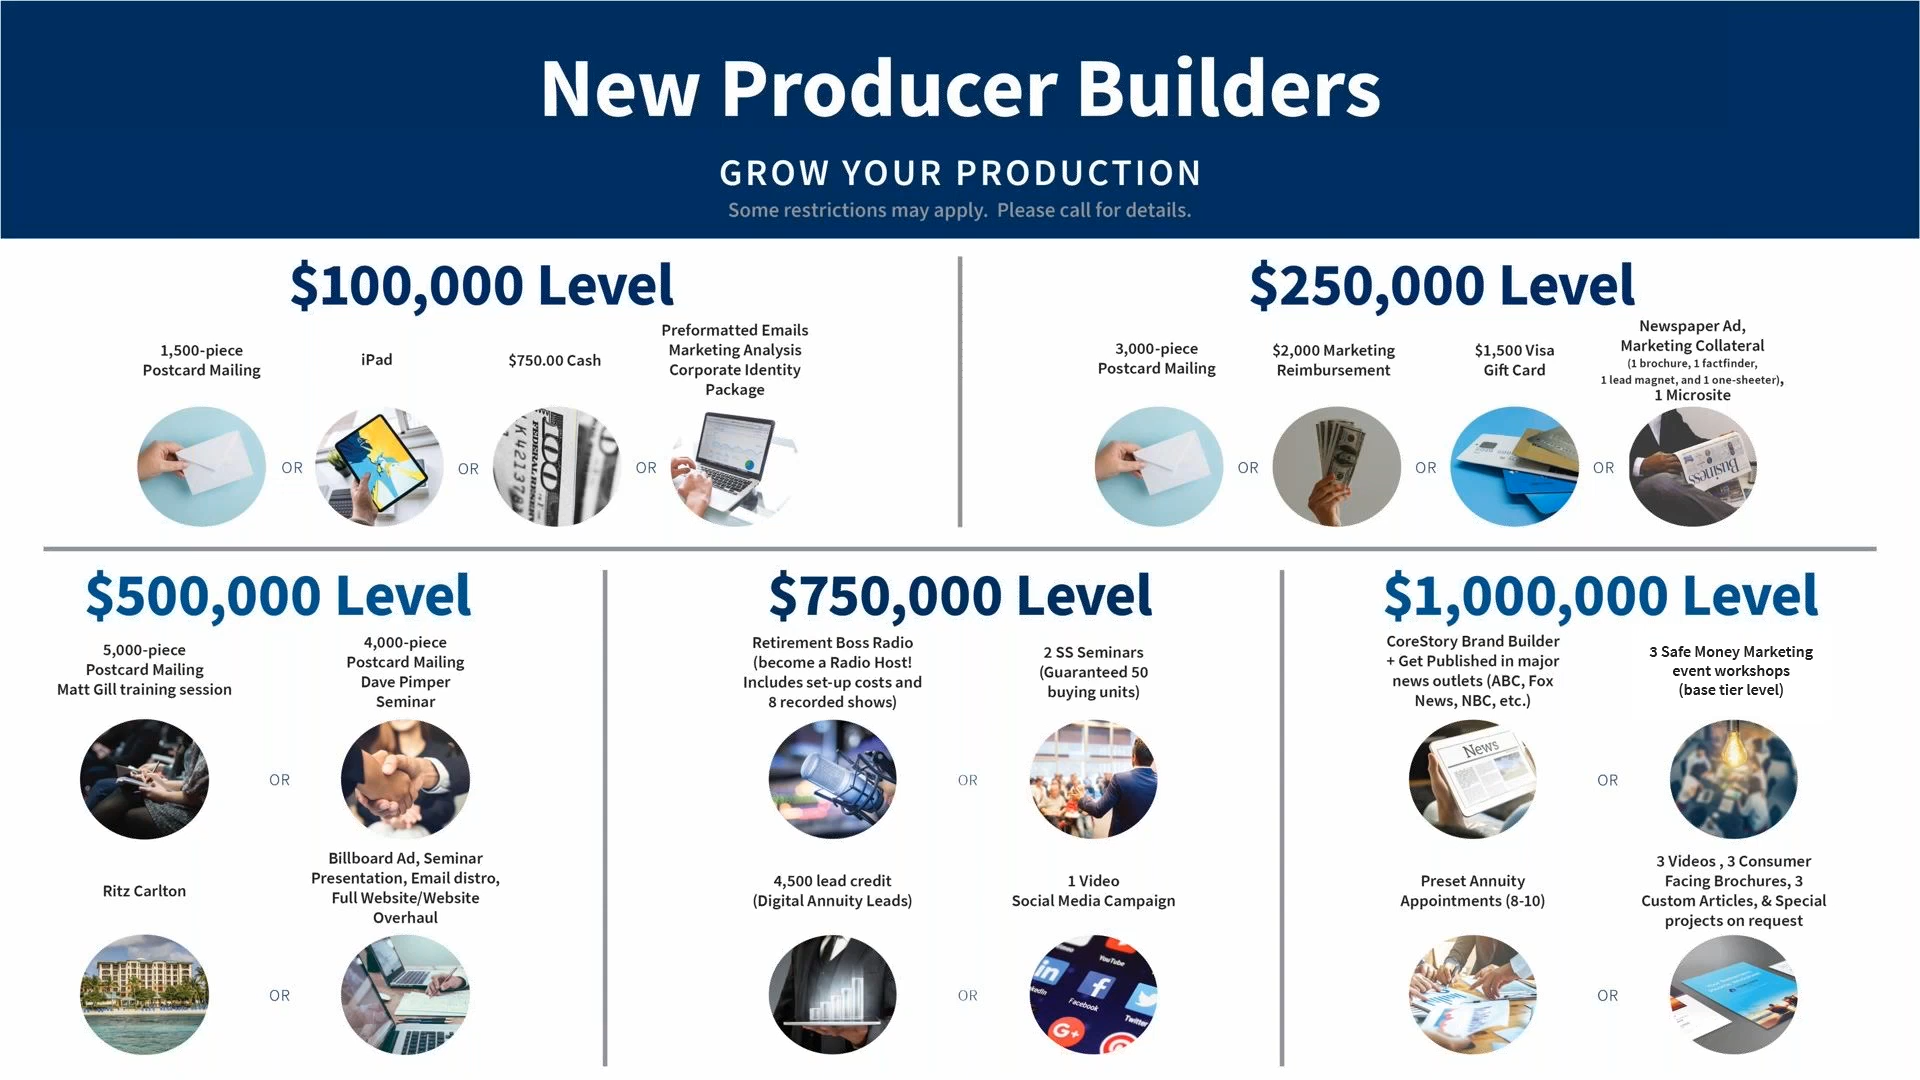 New Producer Builders
GROW YOUR PRODUCTION
Some restrictions may apply. Please call for details.
$100,000 Level
1,500-piece
Postcard Mailing
OR
iPad
OR
$750.00 Cash
OR
Preformatted Emails
Marketing Analysis
Corporate Identity
Package
$250,000 Level
3,000-piece
Postcard Mailing
OR
$2,000 Marketing
Reimbursement
OR
$1,500 Visa
Gift Card
OR
Newspaper Ad,
Marketing Collateral
(1 brochure, 1 factfinder,
1 lead magnet, and 1 one-sheeter),
1 Microsite
Business
$500,000 Level
5,000-piece
Postcard Mailing
Matt Gill training session
OR
4,000-piece
Postcard Mailing
Dave Pimper
Seminar
Ritz Carlton
OR
Billboard Ad, Seminar
Presentation, Email distro,
Full Website/Website
Overhaul
$750,000 Level
Retirement Boss Radio
(become a Radio Host!
Includes set-up costs and
8 recorded shows)
OR
2 SS Seminars
(Guaranteed 50
buying units)
4,500 lead credit
(Digital Annuity Leads)
OR
1 Video
Social Media Campaign
YouTube
in
Facebook
Twitter
G+
$1,000,000 Level
CoreStory Brand Builder
+ Get Published in major
news outlets (ABC, Fox
News, NBC, etc.)
News
OR
3 Safe Money Marketing
event workshops
(base tier level)
Preset Annuity
Appointments (8-10)
OR
3 Videos , 3 Consumer
Facing Brochures, 3
Custom Articles, & Special
projects on request